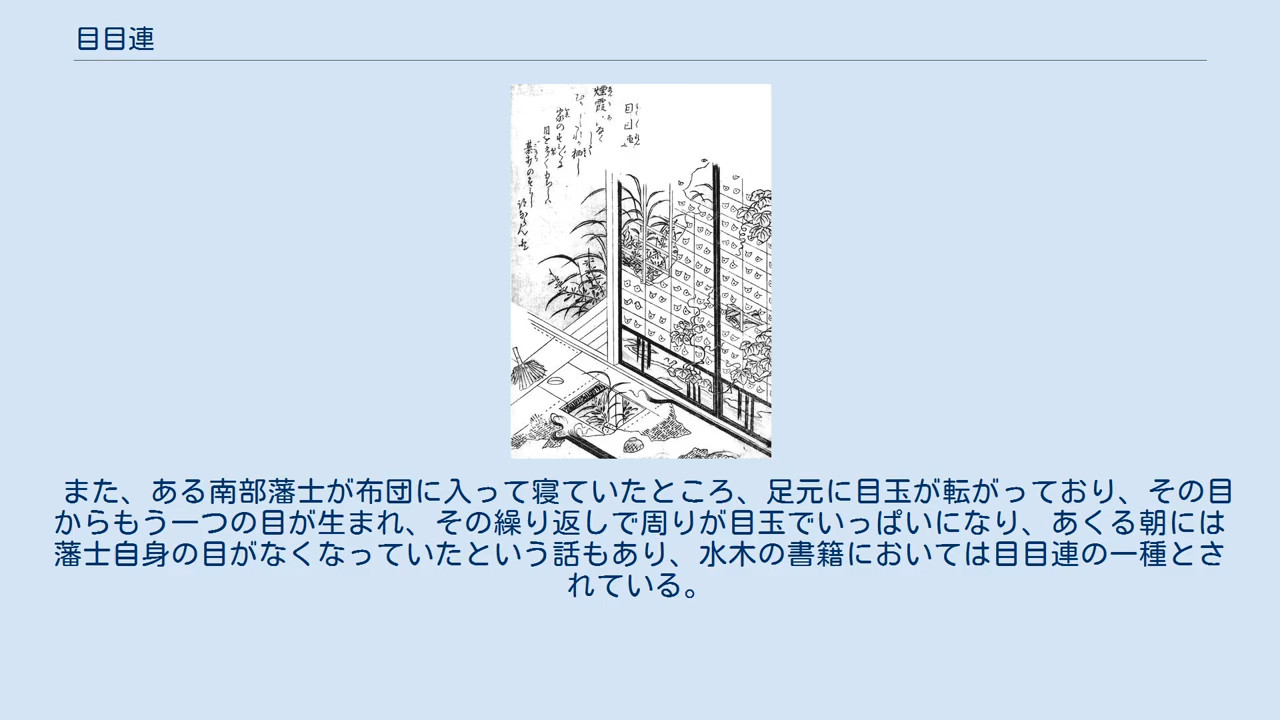 目目連
目目連
また、ある南部藩士が布団に入って寝ていたところ、足元に目玉が転がっており、その目
からもう一つの目が生まれ、その繰り返しで周りが目玉でいっぱいになり、あくる朝には
藩士自身の目がなくなっていたという話もあり、水木の書籍においては目目連の一種とさ
れている。